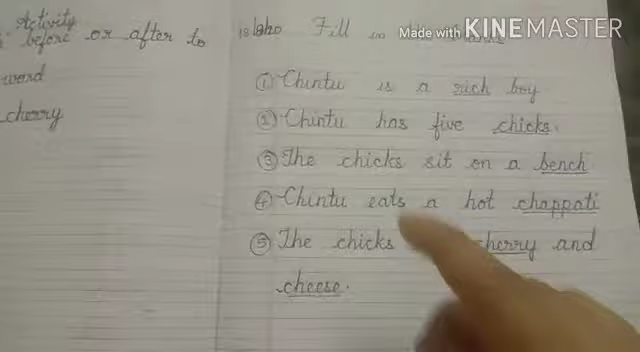 Activity
before or after to
word
cherry
Fill in
Made with KINEMASTER
① Chintu is a rich boy
② Chintu has five chicks.
③ The chicks sit on a bench
④ Chintu eats a hot chappati
⑤ The chicks cherry and
cheese.